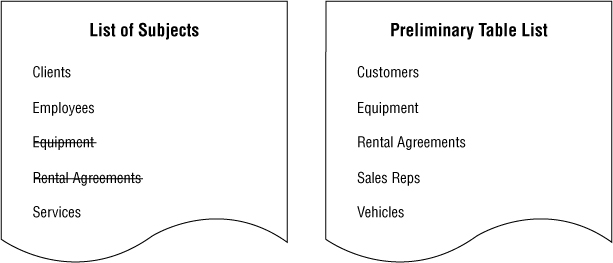 List of Subjects
Clients
Employees
Equipment
Rental Agreements
Services
Preliminary Table List
Customers
Equipment
Rental Agreements
Sales Reps
Vehicles